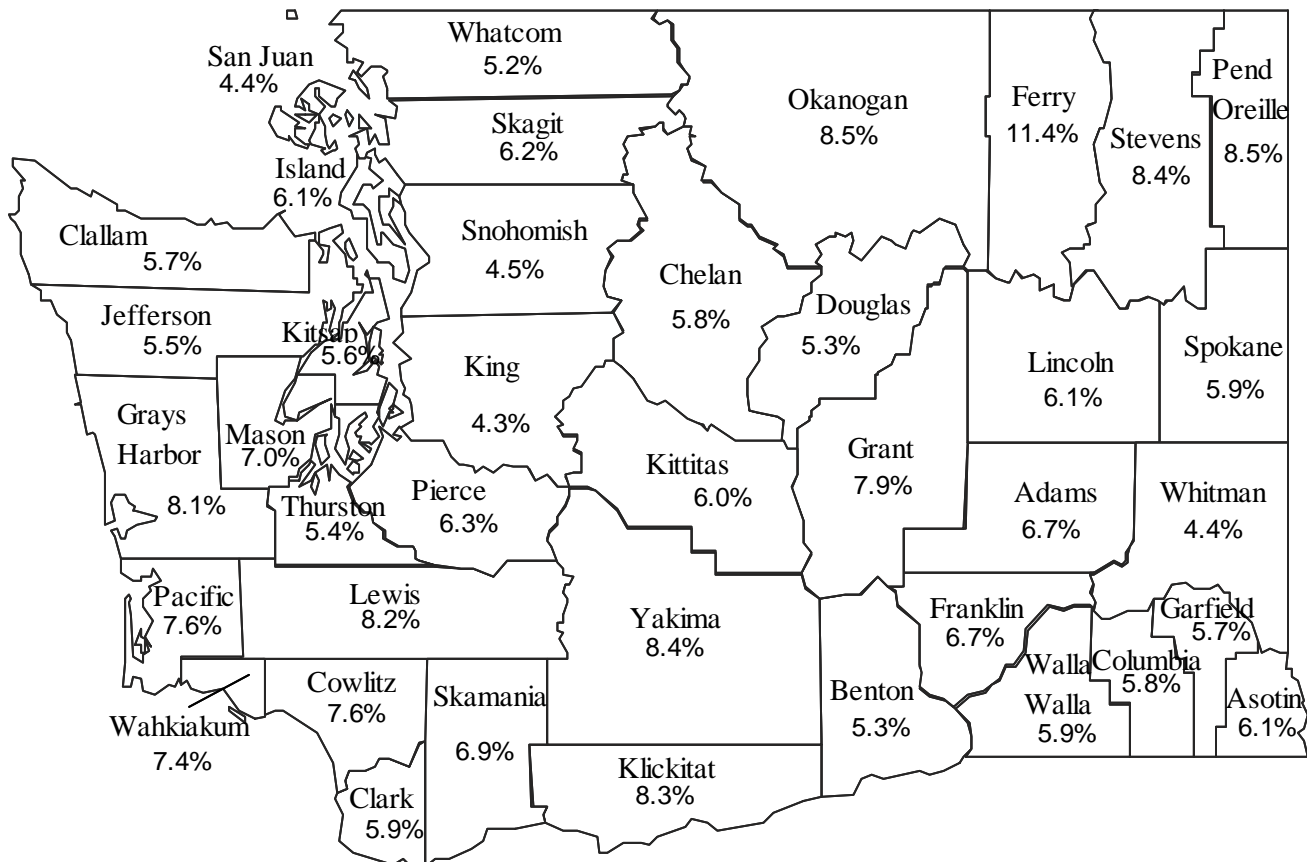 Whatcom
5.2%
San Juan
4.4%
Okanogan
8.5%
Ferry
11.4%
Pend
Oreille
8.5%
Stevens
8.4%
Skagit
6.2%
Island
6.1%
Clallam
5.7%
Snohomish
4.5%
Chelan
5.8%
Douglas
5.3%
Jefferson
5.5%
Kitsap
5.6%
King
4.3%
Lincoln
6.1%
Spokane
5.9%
Grays
Harbor
8.1%
Mason
7.0%
Kittitas
6.0%
Grant
7.9%
Thurston
5.4%
Pierce
6.3%
Adams
6.7%
Whitman
4.4%
Pacific
7.6%
Lewis
8.2%
Yakima
8.4%
Franklin
6.7%
Garfield
5.7%
Walla
Walla
5.9%
Columbia
5.8%
Asotin
6.1%
Benton
5.3%
Cowlitz
7.6%
Skamania
6.9%
Wahkiakum
7.4%
Klickitat
8.3%
Clark
5.9%